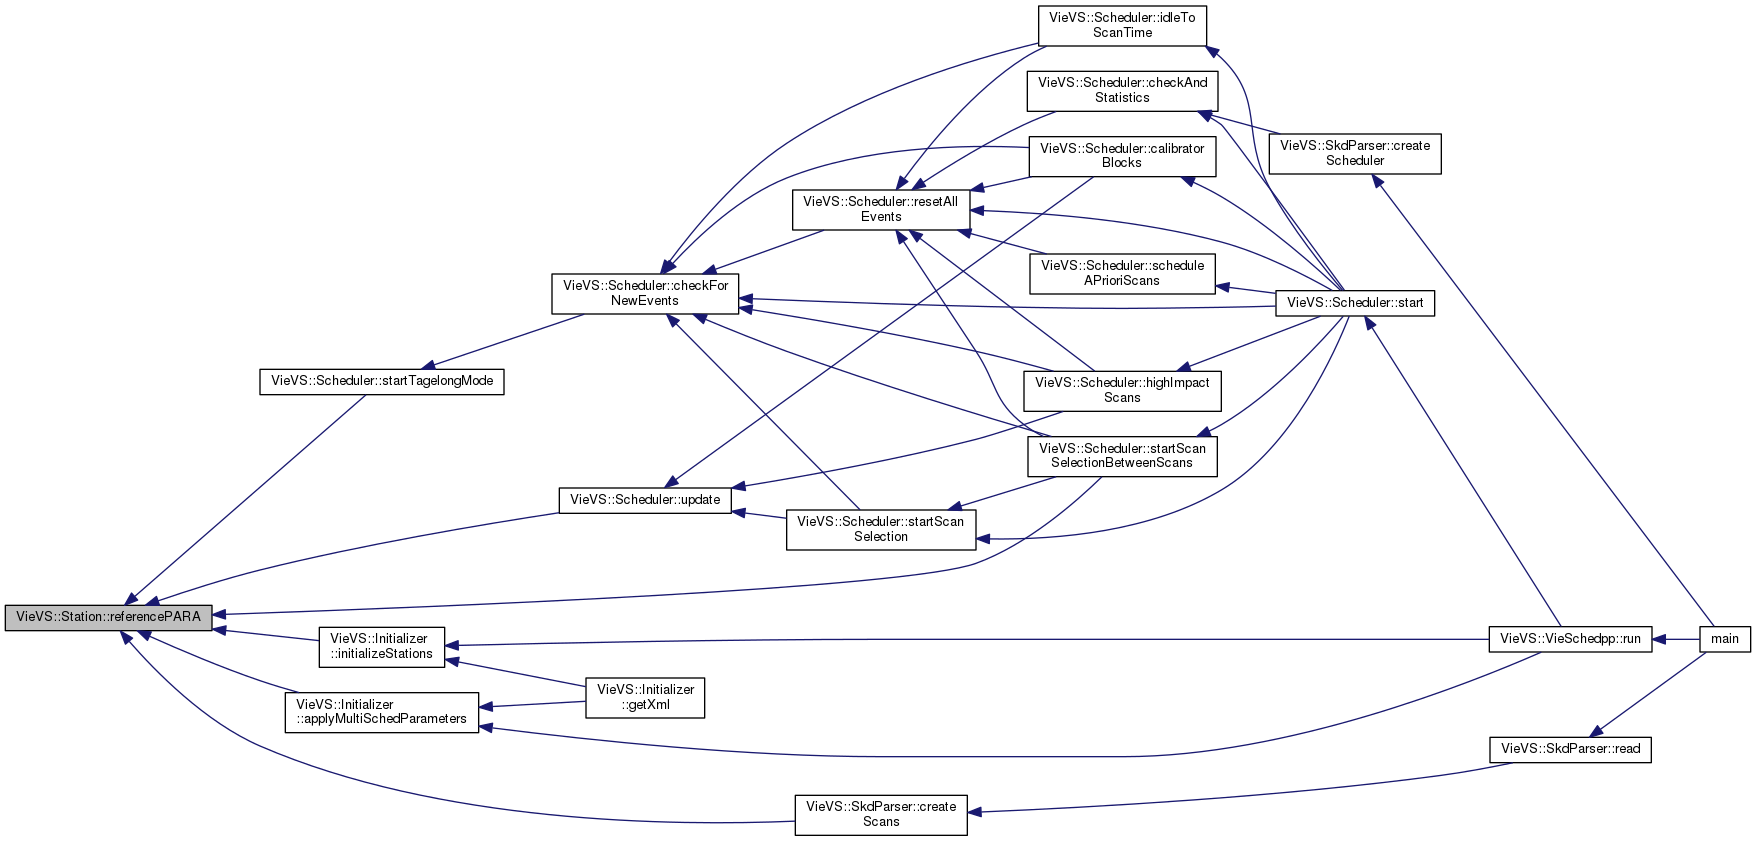 VieVS::Scheduler::idleTo
ScanTime
VieVS::Scheduler::checkAnd
Statistics
VieVS::Scheduler::calibrator
Blocks
VieVS::SkdParser::create
Scheduler
VieVS::Scheduler::resetAll
Events
VieVS::Scheduler::schedule
APrioriScans
VieVS::Scheduler::checkFor
NewEvents
VieVS::Scheduler::start
VieVS::Scheduler::startTagelongMode
VieVS::Scheduler::highImpact
Scans
VieVS::Scheduler::startScan
SelectionBetweenScans
VieVS::Scheduler::update
VieVS::Scheduler::startScan
Selection
VieVS::Station::referencePARA
VieVS::Initializer
::initializeStations
VieVS::VieSchedpp::run
main
VieVS::Initializer
::getXml
VieVS::Initializer
::applyMultiSchedParameters
VieVS::SkdParser::read
VieVS::SkdParser::create
Scans